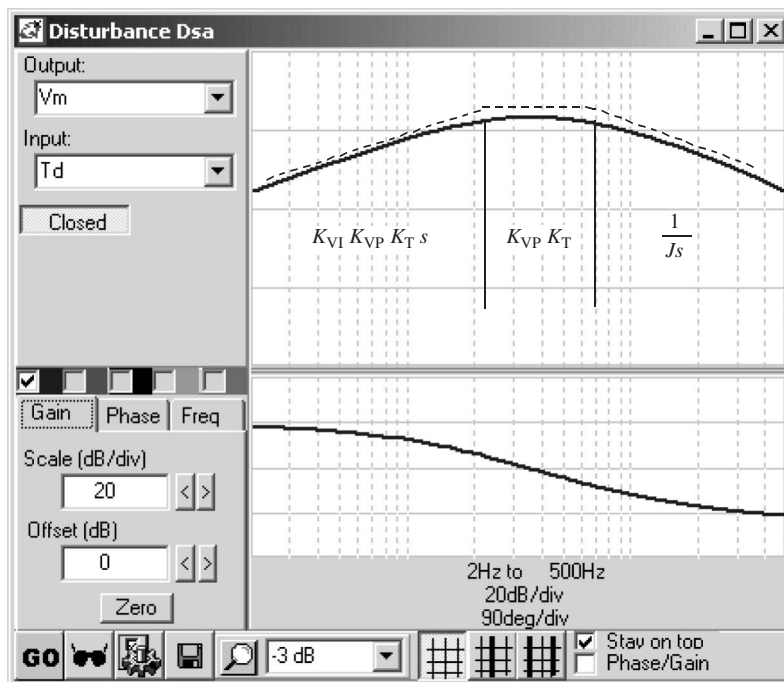 Disturbance Dsa
Output:
Vm
Input:
Td
Closed
K_VI K_VP K_T s
K_VP K_T
1
Js
Gain Phase Freq
Scale (dB/div)
20 < >
Offset (dB)
0 < >
Zero
2Hz to 500Hz
20dB/div
90deg/div
GO
-3 dB
Stay on top
Phase/Gain